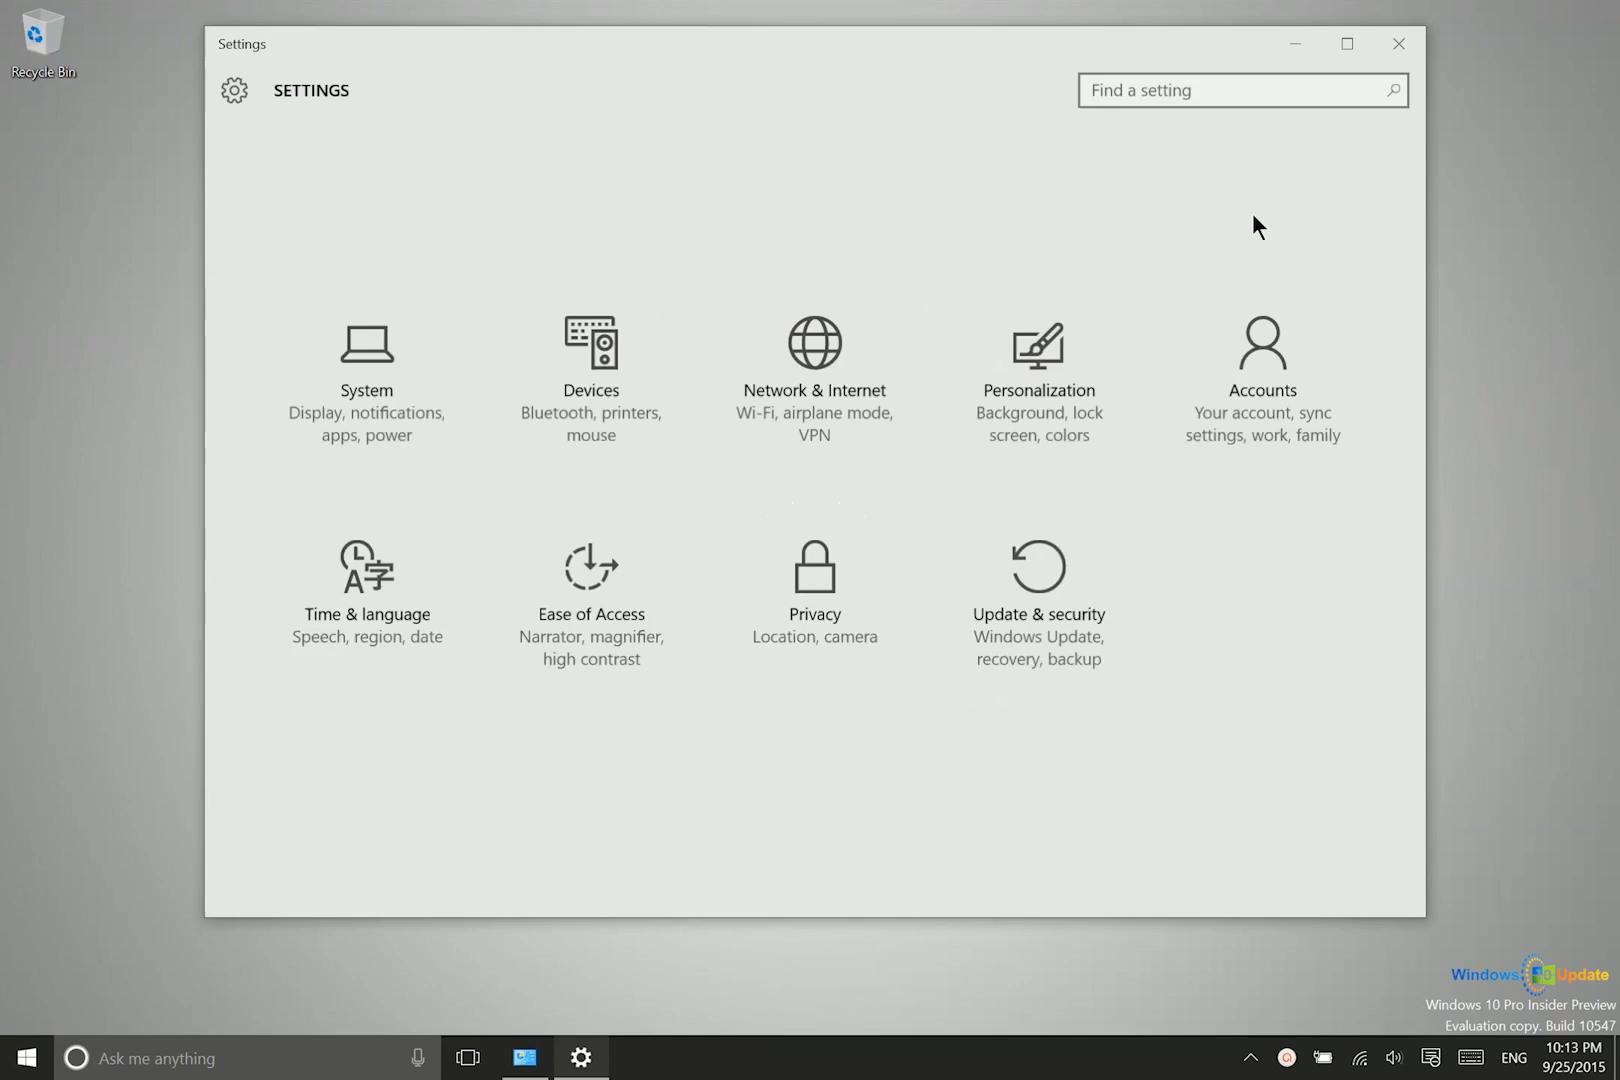 Recycle Bin
Settings
SETTINGS
Find a setting
System
Display, notifications,
apps, power
Devices
Bluetooth, printers,
mouse
Network & Internet
Wi-Fi, airplane mode,
VPN
Personalization
Background, lock
screen, colors
Accounts
Your account, sync
settings, work, family
Time & language
Speech, region, date
Ease of Access
Narrator, magnifier,
high contrast
Privacy
Location, camera
Update & security
Windows Update,
recovery, backup
Windows 10 Update
Windows 10 Pro Insider Preview
Evaluation copy. Build 10547
Ask me anything
ENG
10:13 PM
9/25/2015